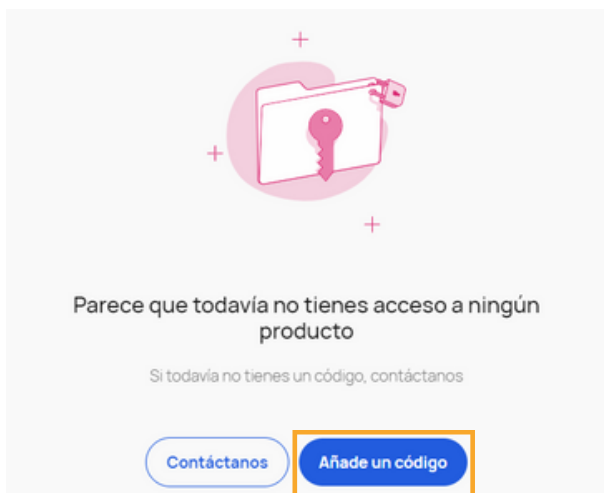 Parece que todavía no tienes acceso a ningún
producto
Si todavía no tienes un código, contáctanos
Contáctanos
Añade un código